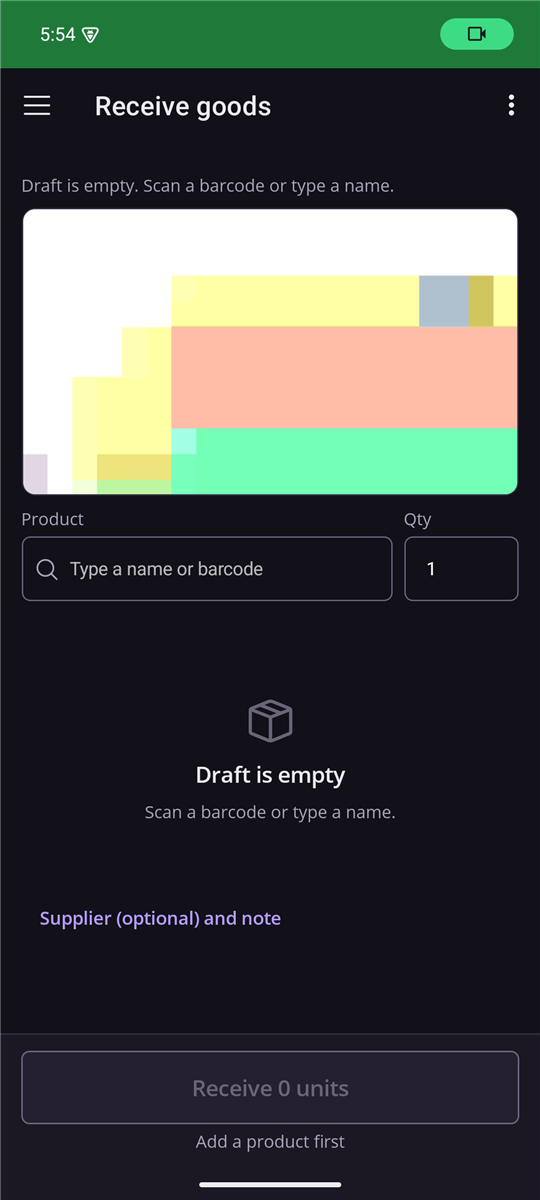 5:54
Receive goods
Draft is empty. Scan a barcode or type a name.
Product
Qty
Type a name or barcode
1
Draft is empty
Scan a barcode or type a name.
Supplier (optional) and note
Receive 0 units
Add a product first